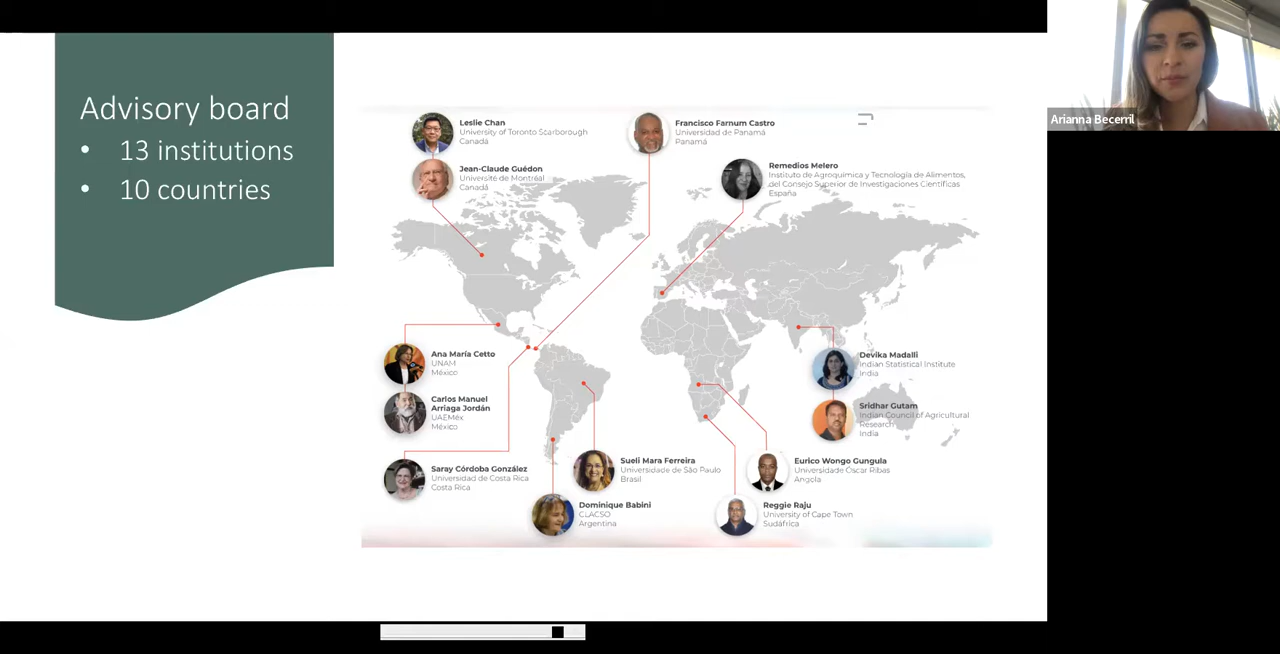 Advisory board
• 13 institutions
• 10 countries
Leslie Chan
University of Toronto Scarborough
Canadá
Jean-Claude Guédon
Université de Montréal
Canadá
Francisco Farnum Castro
Universidad de Panamá
Panamá
Remedios Melero
Instituto de Agroquímica y Tecnología de Alimentos,
del Consejo Superior de Investigaciones Científicas
España
Ana María Cetto
UNAM
México
Carlos Manuel
Arriaga Jordán
UAEMéx
México
Saray Córdoba González
Universidad de Costa Rica
Costa Rica
Sueli Mara Ferreira
Universidade de São Paulo
Brasil
Dominique Babini
CLACSO
Argentina
Devika Madalli
Indian Statistical Institute
India
Sridhar Gutam
Indian Council of Agricultural
Research
India
Eurico Wongo Gungula
Universidade Óscar Ribas
Angola
Reggie Raju
University of Cape Town
Sudáfrica
Arianna Becerril